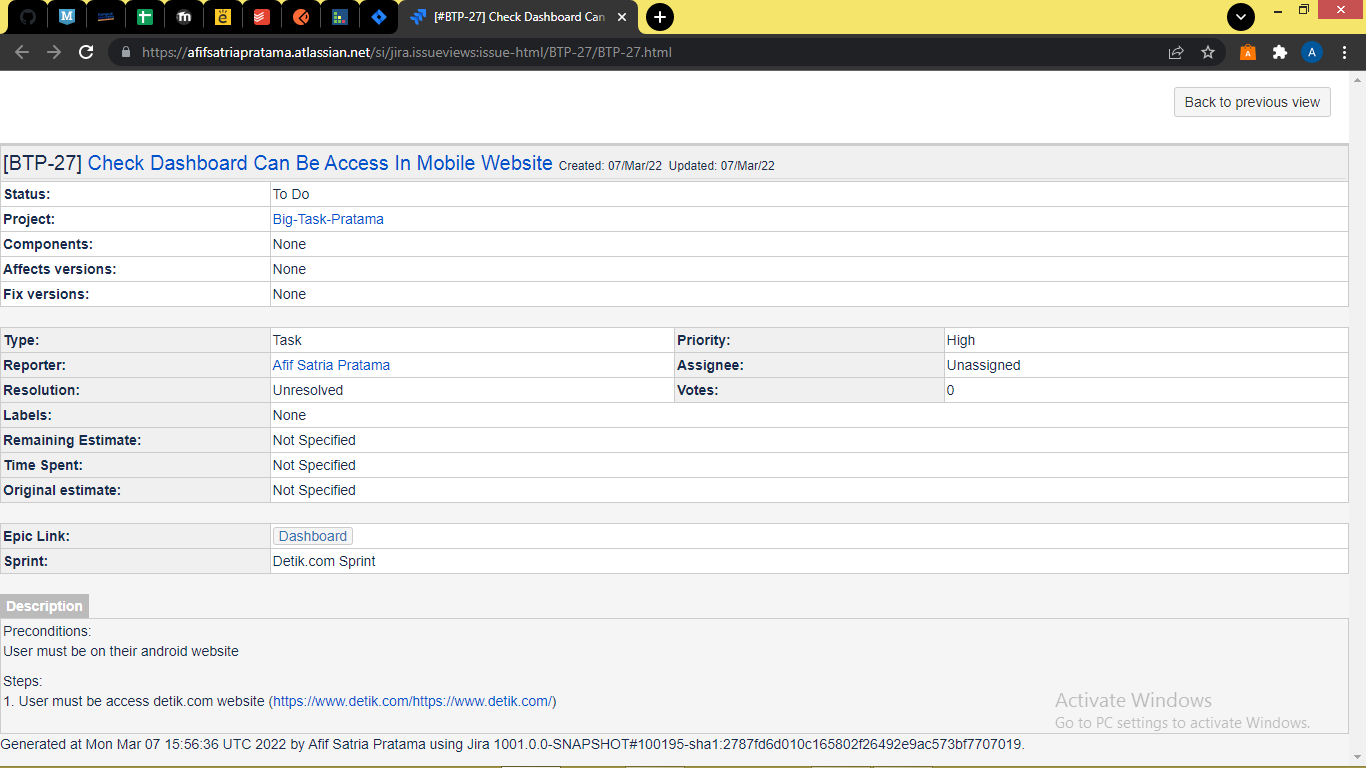 [#BTP-27] Check Dashboard Can
https://afifsatriapratama.atlassian.net/si/jira.issueviews:issue-html/BTP-27/BTP-27.html
A
Back to previous view
[BTP-27] Check Dashboard Can Be Access In Mobile Website Created: 07/Mar/22 Updated: 07/Mar/22
Status: To Do
Project: Big-Task-Pratama
Components: None
Affects versions: None
Fix versions: None
Type: Task Priority: High
Reporter: Afif Satria Pratama Assignee: Unassigned
Resolution: Unresolved Votes: 0
Labels: None
Remaining Estimate: Not Specified
Time Spent: Not Specified
Original estimate: Not Specified
Epic Link: Dashboard
Sprint: Detik.com Sprint
Description
Preconditions:
User must be on their android website
Steps:
1. User must be access detik.com website (https://www.detik.com/https://www.detik.com/)
Activate Windows
Go to PC settings to activate Windows.
Generated at Mon Mar 07 15:56:36 UTC 2022 by Afif Satria Pratama using Jira 1001.0.0-SNAPSHOT#100195-sha1:2787fd6d010c165802f26492e9ac573bf7707019.